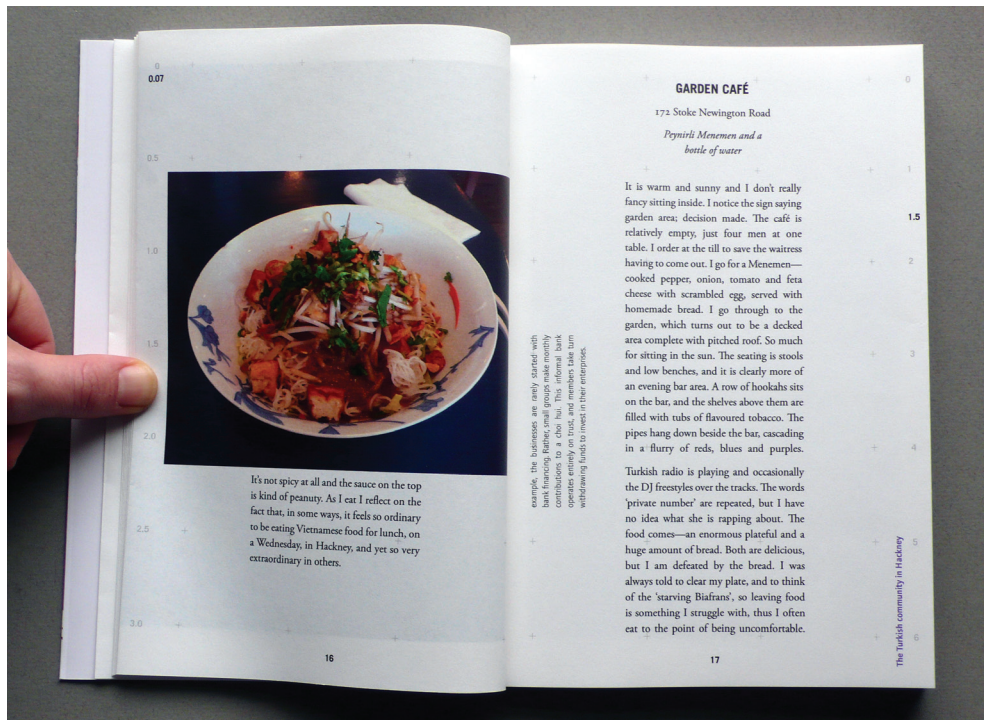 0
0.07
0.5
1.0
1.5
2.0
2.5
3.0
It's not spicy at all and the sauce on the top
is kind of peanuty. As I eat I reflect on the
fact that, in some ways, it feels so ordinary
to be eating Vietnamese food for lunch, on
a Wednesday, in Hackney, and yet so very
extraordinary in others.
16
example, the businesses are rarely started with
bank financing. Rather, small groups make monthly
contributions to a choi hui. This informal bank
operates entirely on trust, and members take turn
withdrawing funds to invest in their enterprises.
GARDEN CAFÉ
172 Stoke Newington Road
Peynirli Menemen and a
bottle of water
It is warm and sunny and I don't really
fancy sitting inside. I notice the sign saying
garden area; decision made. The café is
relatively empty, just four men at one
table. I order at the till to save the waitress
having to come out. I go for a Menemen—
cooked pepper, onion, tomato and feta
cheese with scrambled egg, served with
homemade bread. I go through to the
garden, which turns out to be a decked
area complete with pitched roof. So much
for sitting in the sun. The seating is stools
and low benches, and it is clearly more of
an evening bar area. A row of hookahs sits
on the bar, and the shelves above them are
filled with tubs of flavoured tobacco. The
pipes hang down beside the bar, cascading
in a flurry of reds, blues and purples.
Turkish radio is playing and occasionally
the DJ freestyles over the tracks. The words
'private number' are repeated, but I have
no idea what she is rapping about. The
food comes—an enormous plateful and a
huge amount of bread. Both are delicious,
but I am defeated by the bread. I was
always told to clear my plate, and to think
of the 'starving Biafrans', so leaving food
is something I struggle with, thus I often
eat to the point of being uncomfortable.
17
0
1
1.5
2
3
4
5
6
The Turkish community in Hackney